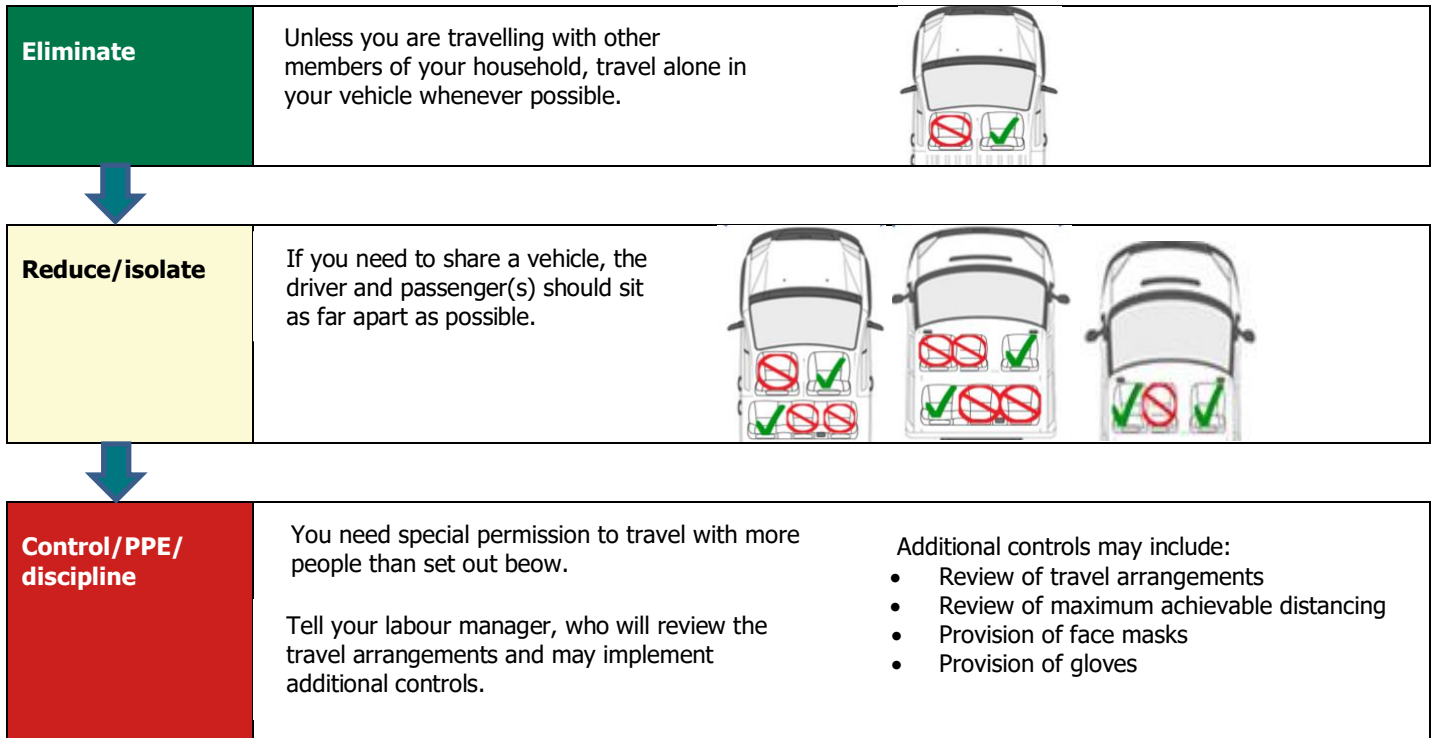 Eliminate
Unless you are travelling with other
members of your household, travel alone in
your vehicle whenever possible.
Reduce/isolate
If you need to share a vehicle, the
driver and passenger(s) should sit
as far apart as possible.
Control/PPE/
discipline
You need special permission to travel with more
people than set out beow.
Tell your labour manager, who will review the
travel arrangements and may implement
additional controls.
Additional controls may include:
• Review of travel arrangements
• Review of maximum achievable distancing
• Provision of face masks
• Provision of gloves